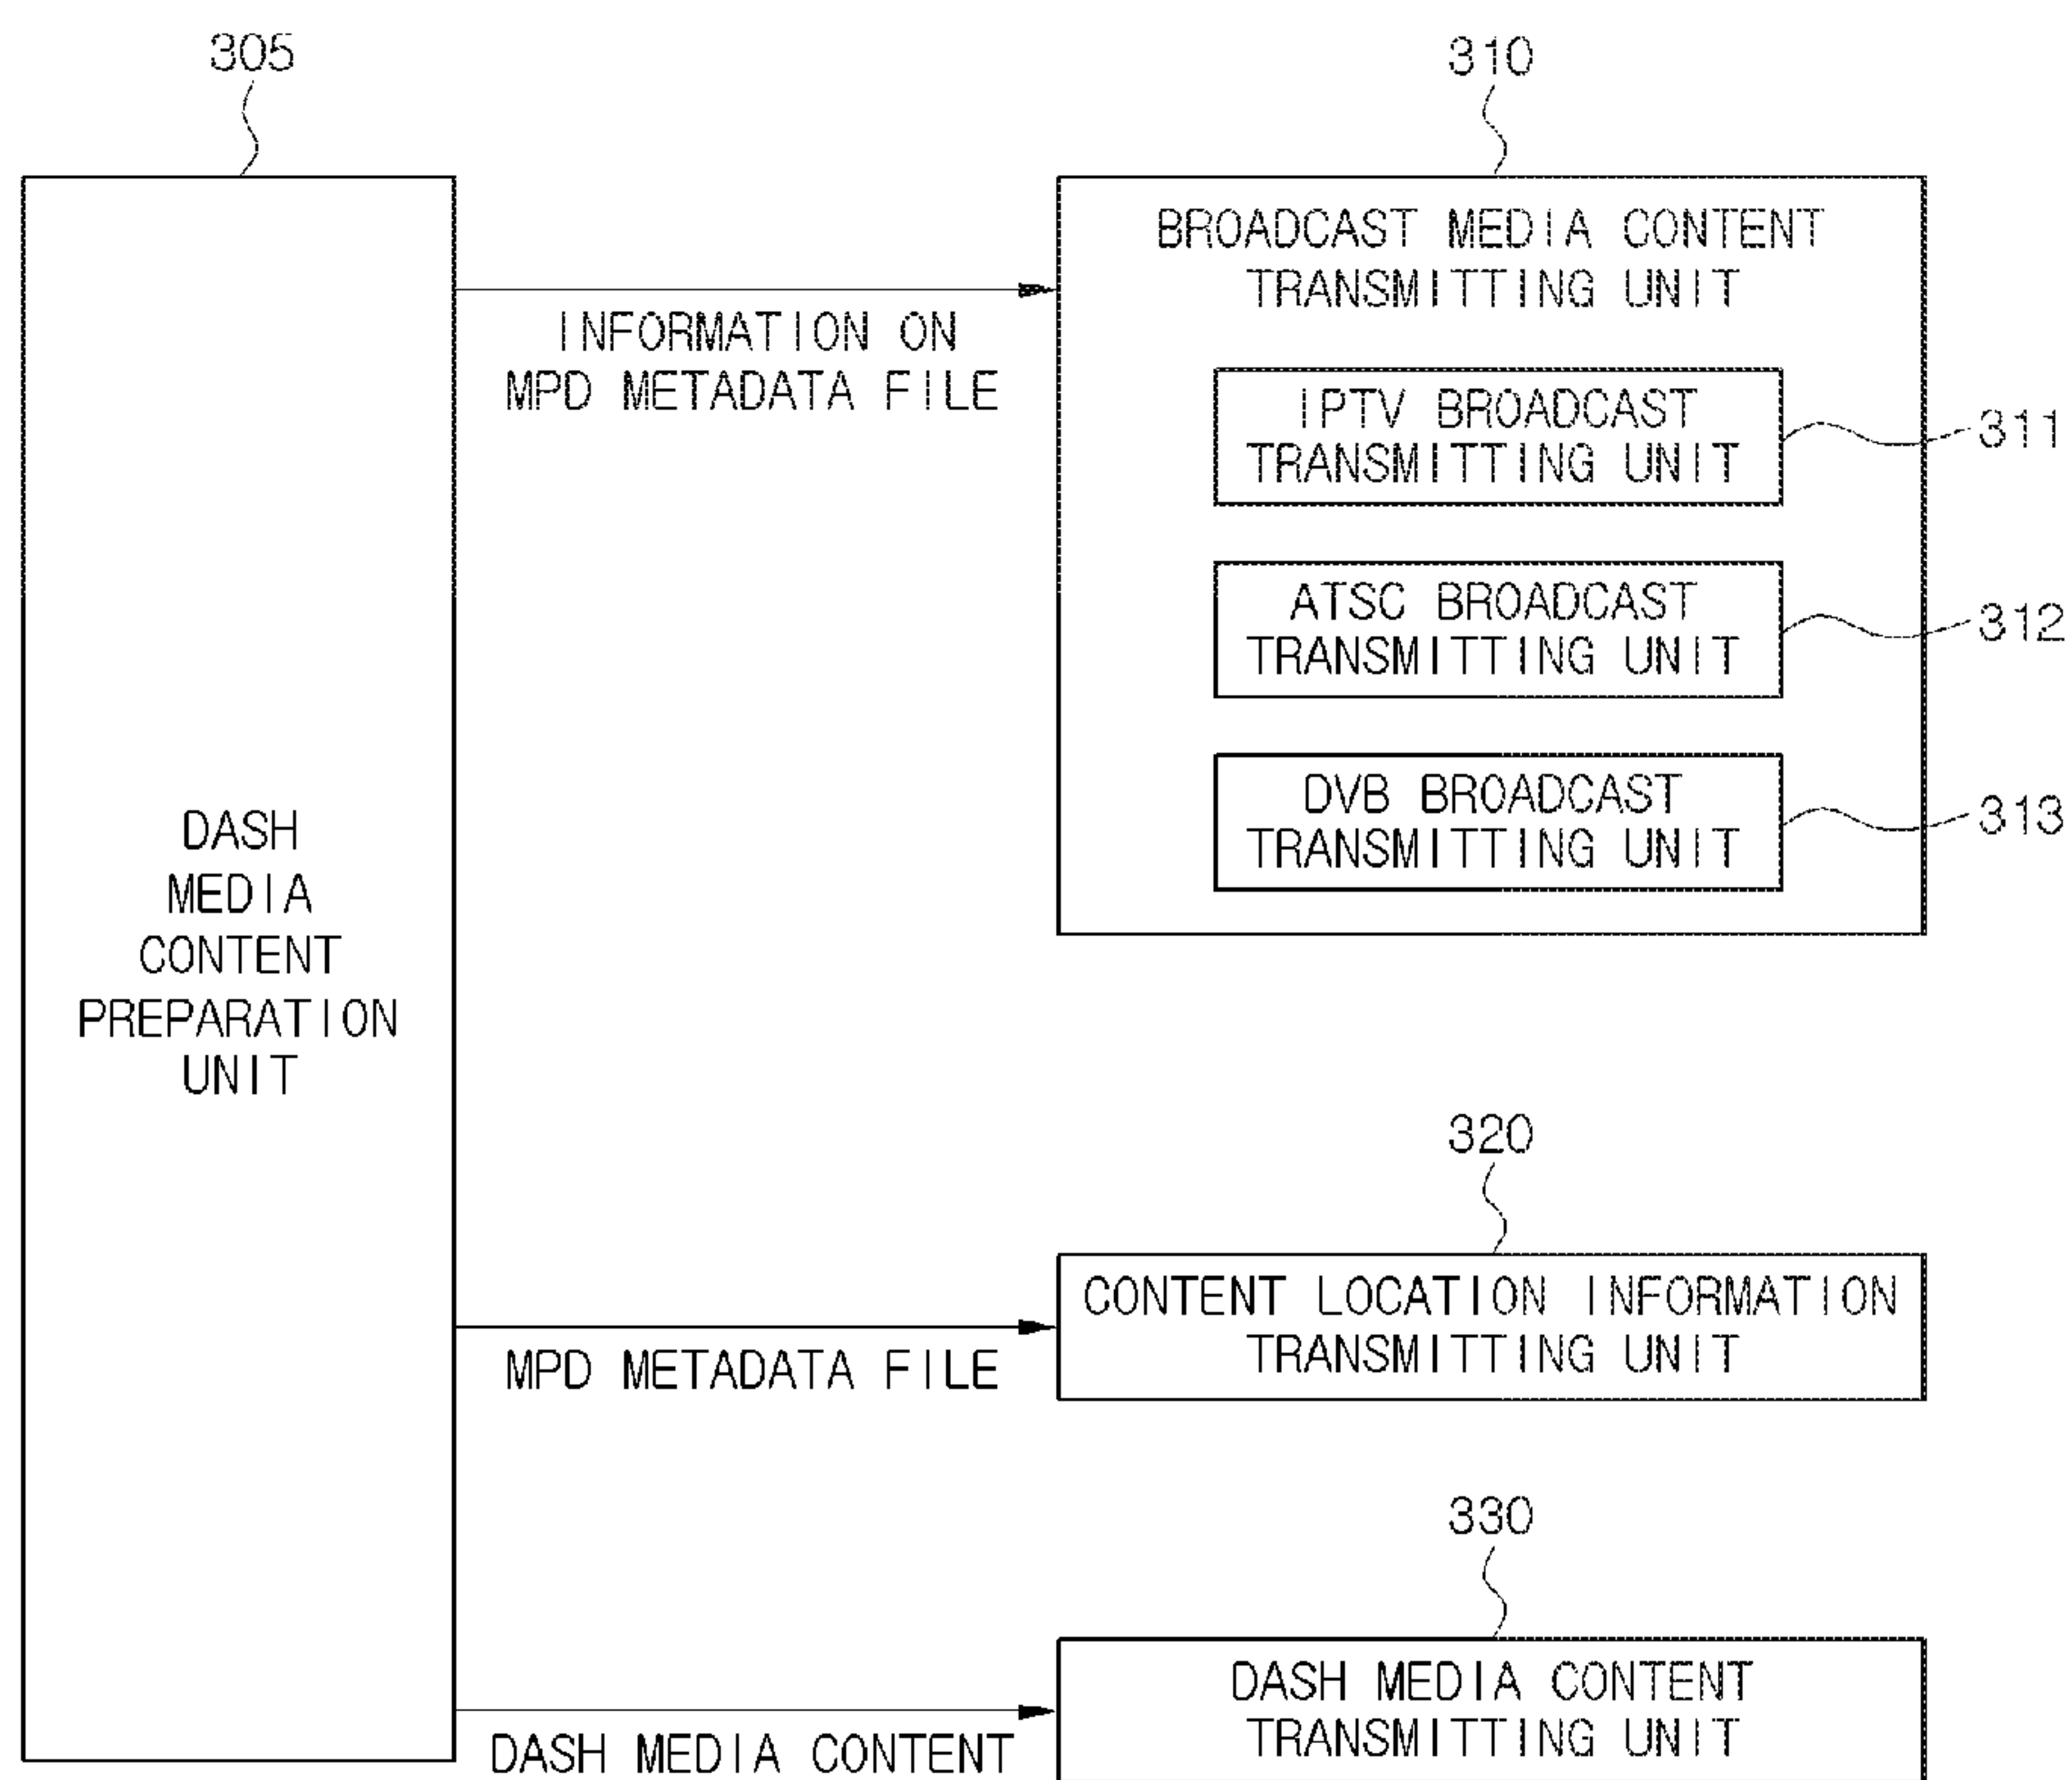 305
310
BROADCAST MEDIA CONTENT
TRANSMITTING UNIT
INFORMATION ON
MPD METADATA FILE
IPTV BROADCAST
TRANSMITTING UNIT
311
ATSC BROADCAST
TRANSMITTING UNIT
312
DVB BROADCAST
TRANSMITTING UNIT
313
DASH
MEDIA
CONTENT
PREPARATION
UNIT
320
CONTENT LOCATION INFORMATION
TRANSMITTING UNIT
MPD METADATA FILE
330
DASH MEDIA CONTENT
TRANSMITTING UNIT
DASH MEDIA CONTENT